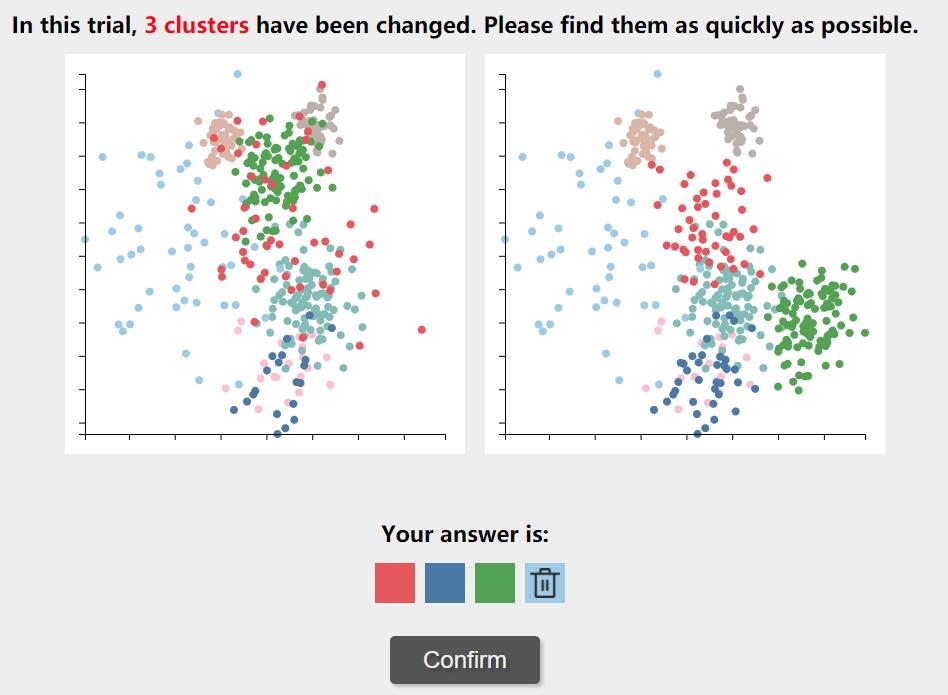 In this trial, 3 clusters have been changed. Please find them as quickly as possible.
Your answer is:
Confirm